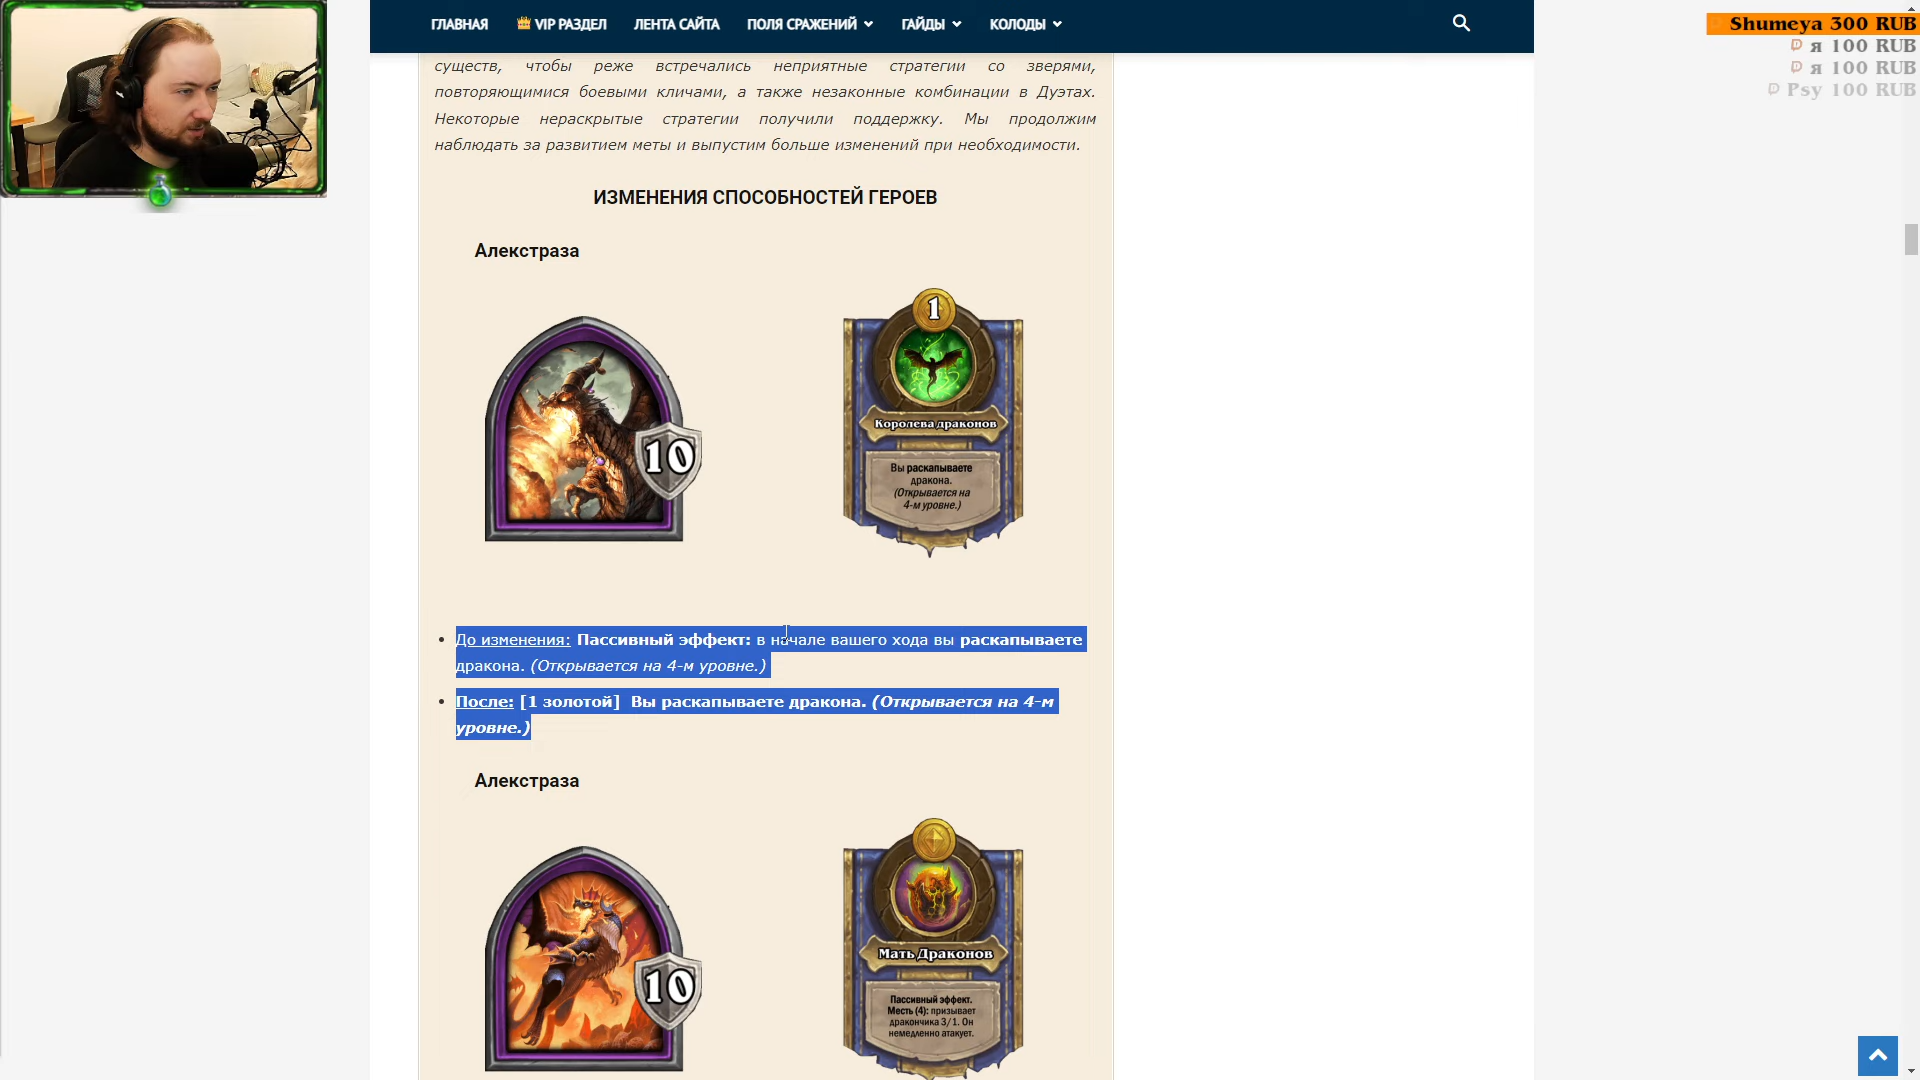 ГЛАВНАЯ VIP РАЗДЕЛ ЛЕНТА САЙТА ПОЛЯ СРАЖЕНИЙ ГАЙДЫ КОЛОДЫ
Shumeya 300 RUB
я 100 RUB
я 100 RUB
Psy 100 RUB
существ, чтобы реже встречались неприятные стратегии со зверями,
повторяющимися боевыми кличами, а также незаконные комбинации в Дуэтах.
Некоторые нераскрытые стратегии получили поддержку. Мы продолжим
наблюдать за развитием меты и выпустим больше изменений при необходимости.
ИЗМЕНЕНИЯ СПОСОБНОСТЕЙ ГЕРОЕВ
Алекстраза
10
1
Королева драконов
Вы раскапываете
дракона.
(Открывается на
4-м уровне.)
До изменения: Пассивный эффект: в начале вашего хода вы раскапываете
дракона. (Открывается на 4-м уровне.)
После: [1 золотой] Вы раскапываете дракона. (Открывается на 4-м
уровне.)
Алекстраза
10
Мать Драконов
Пассивный эффект.
Месть (4): призывает
дракончика 3/1. Он
немедленно атакует.